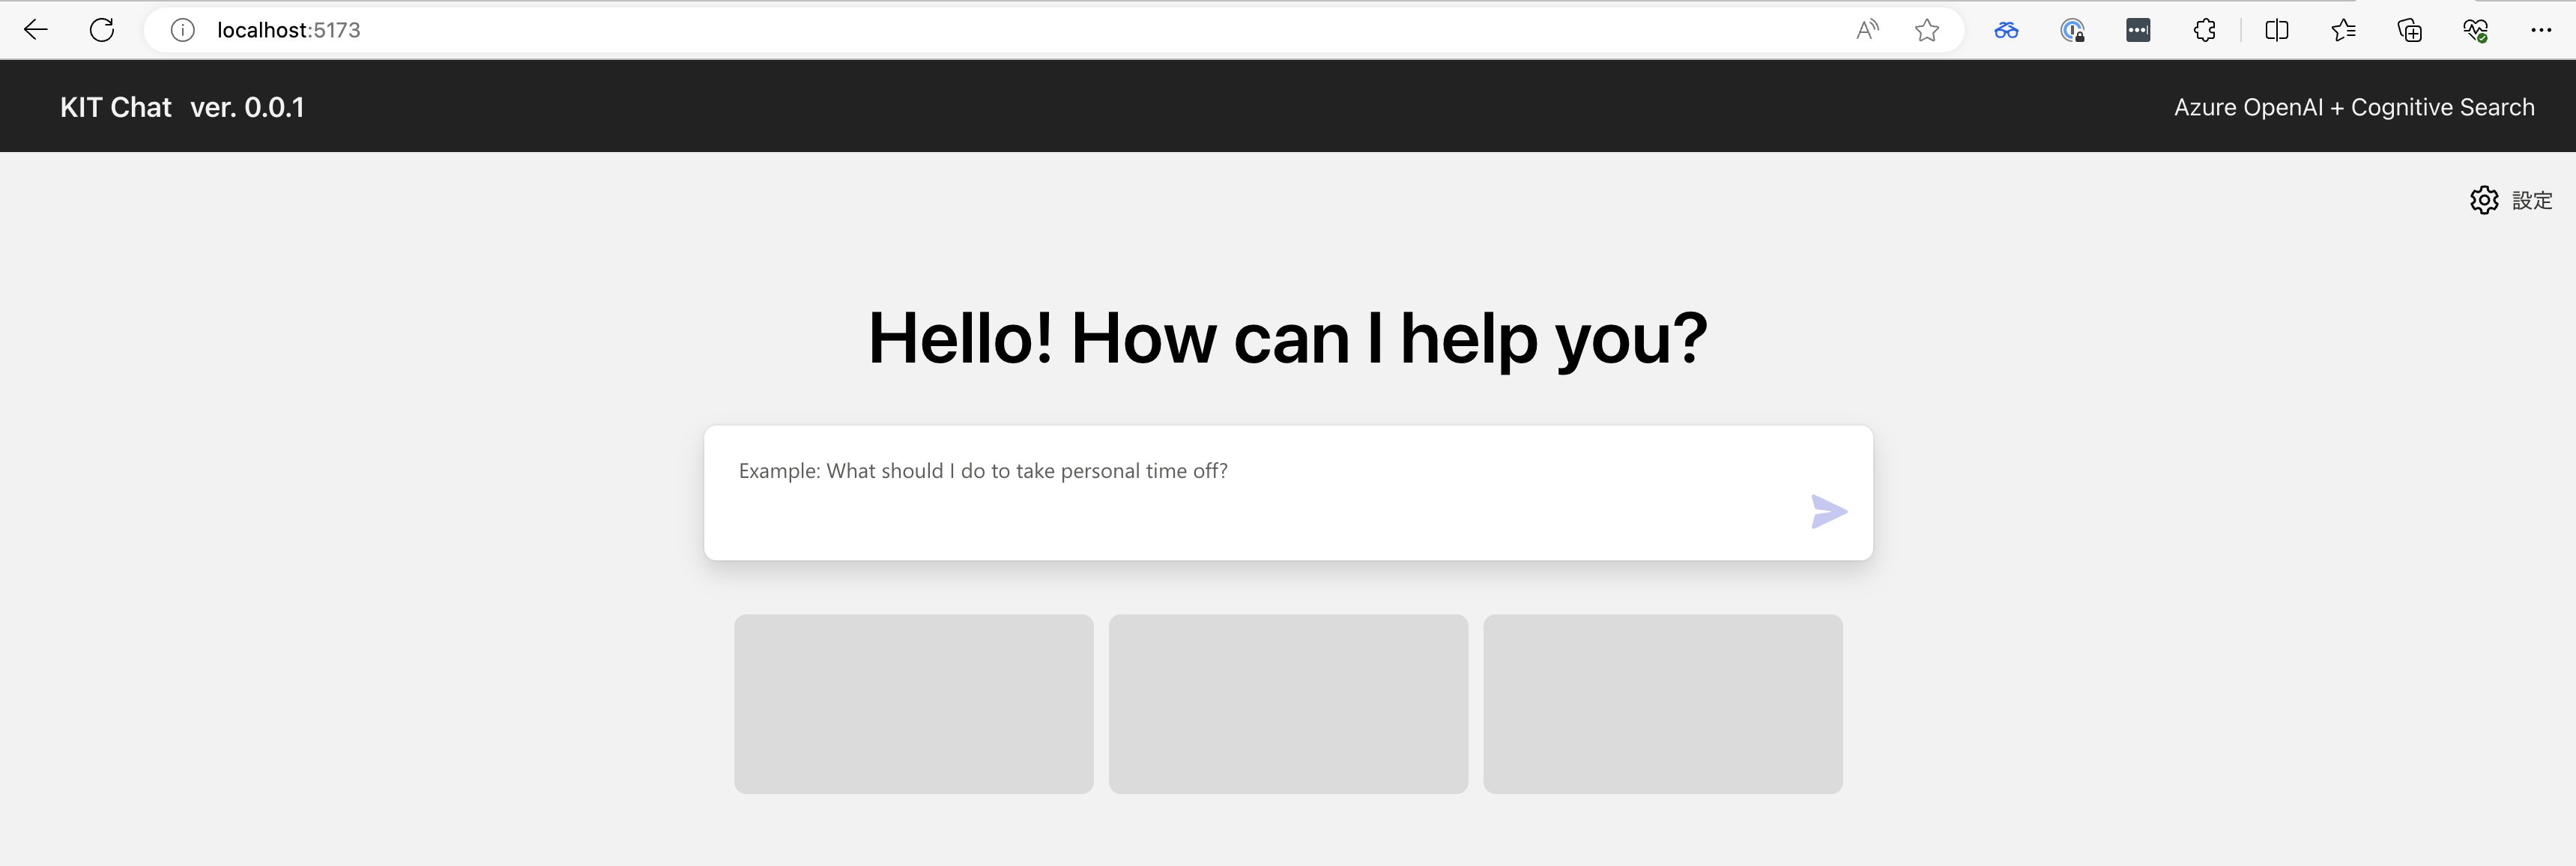 localhost:5173
KIT Chat ver. 0.0.1
Azure OpenAI + Cognitive Search
設定
Hello! How can I help you?
Example: What should I do to take personal time off?